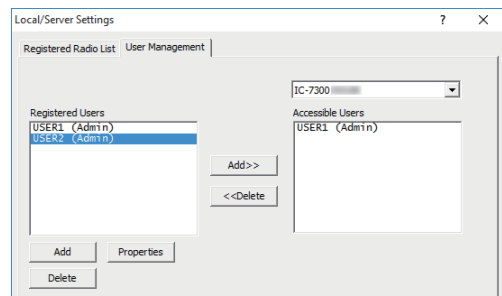 Local/Server Settings ? X
Registered Radio List User Management
IC-7300
Registered Users Accessible Users
USER1 (Admin) USER1 (Admin)
USER2 (Admin)
Add>>
<<Delete
Add Properties
Delete